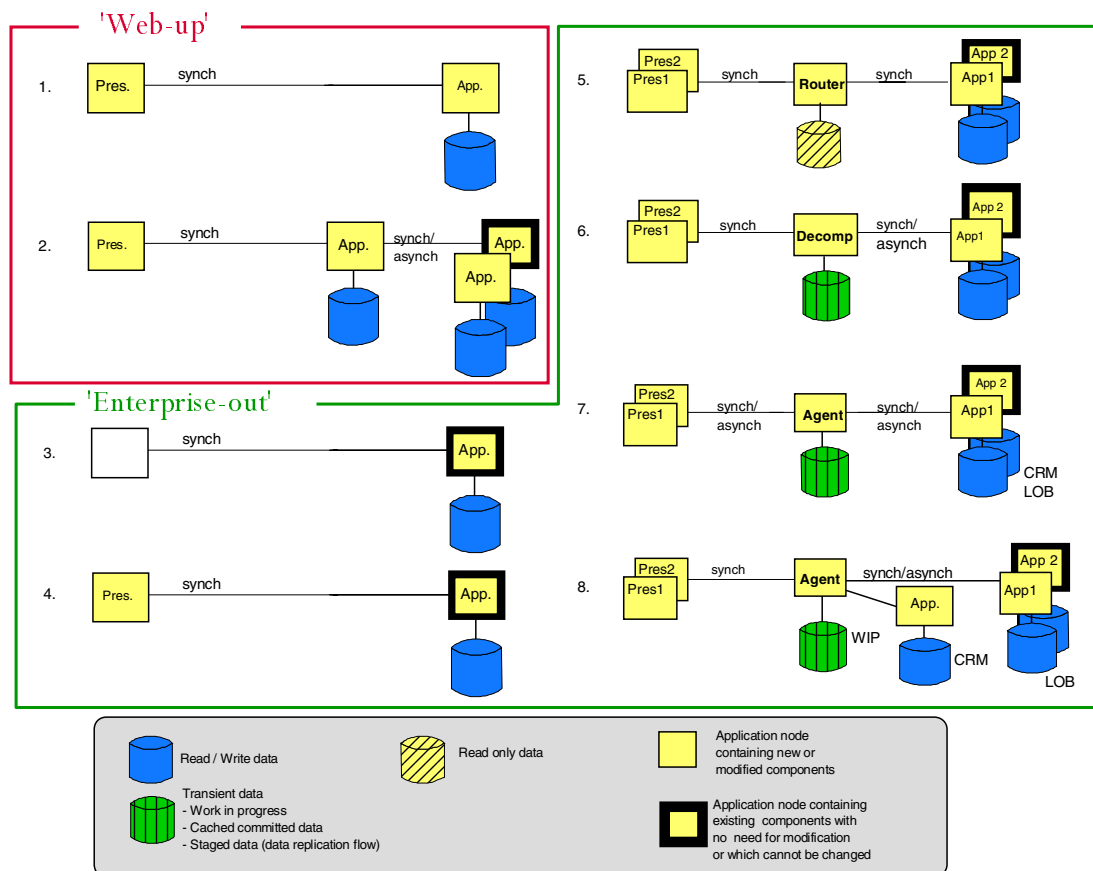 'Web-up'
1.
Pres.
synch
App.
2.
Pres.
synch
App.
synch/
asynch
App.
App.
'Enterprise-out'
3.
synch
App.
4.
Pres.
synch
App.
5.
Pres2
Pres1
synch
Router
synch
App 2
App1
6.
Pres2
Pres1
synch
Decomp
synch/
asynch
App 2
App1
7.
Pres2
Pres1
synch/
asynch
Agent
synch/
asynch
App 2
App1
CRM
LOB
8.
Pres2
Pres1
synch
Agent
synch/asynch
App 2
App1
App.
WIP
CRM
LOB
Read / Write data
Transient data
- Work in progress
- Cached committed data
- Staged data (data replication flow)
Read only data
Application node
containing new or
modified components
Application node containing
existing components with
no need for modification
or which cannot be changed